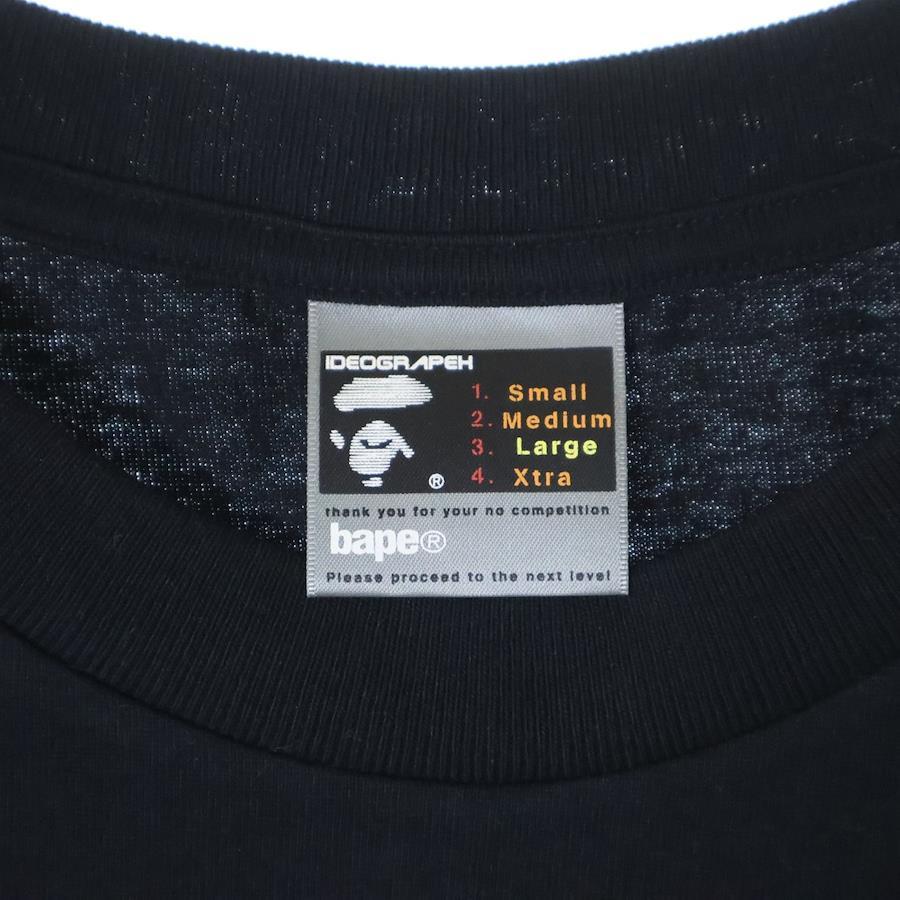 IDEOGRAPEH
1. Small
2. Medium
3. Large
®
4. Xtra
thank you for your no competition
bape®
Please proceed to the next level